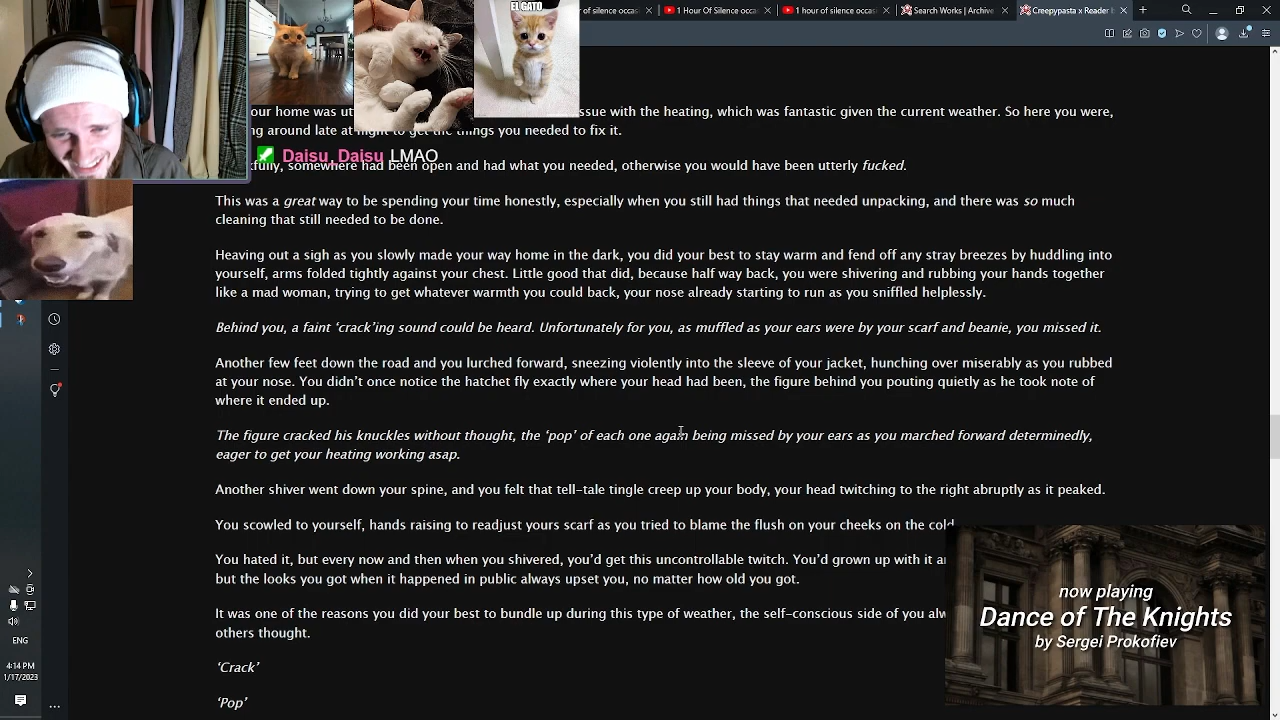 EL GATO
of silence occasi
1 Hour Of Silence occasi
1 hour of silence occasi
Search Works | Archive
Creepypasta x Reader
our home was ut ssue with the heating, which was fantastic given the current weather. So here you were,
ng around late at night to get the things you needed to fix it.
Daisu, Daisu LMAO
kfully, somewhere had been open and had what you needed, otherwise you would have been utterly fucked.
This was a great way to be spending your time honestly, especially when you still had things that needed unpacking, and there was so much
cleaning that still needed to be done.
Heaving out a sigh as you slowly made your way home in the dark, you did your best to stay warm and fend off any stray breezes by huddling into
yourself, arms folded tightly against your chest. Little good that did, because half way back, you were shivering and rubbing your hands together
like a mad woman, trying to get whatever warmth you could back, your nose already starting to run as you sniffled helplessly.
Behind you, a faint ‘crack’ing sound could be heard. Unfortunately for you, as muffled as your ears were by your scarf and beanie, you missed it.
Another few feet down the road and you lurched forward, sneezing violently into the sleeve of your jacket, hunching over miserably as you rubbed
at your nose. You didn’t once notice the hatchet fly exactly where your head had been, the figure behind you pouting quietly as he took note of
where it ended up.
The figure cracked his knuckles without thought, the ‘pop’ of each one again being missed by your ears as you marched forward determinedly,
eager to get your heating working asap.
Another shiver went down your spine, and you felt that tell-tale tingle creep up your body, your head twitching to the right abruptly as it peaked.
You scowled to yourself, hands raising to readjust yours scarf as you tried to blame the flush on your cheeks on the cold
You hated it, but every now and then when you shivered, you’d get this uncontrollable twitch. You’d grown up with it a
but the looks you got when it happened in public always upset you, no matter how old you got.
It was one of the reasons you did your best to bundle up during this type of weather, the self-conscious side of you alw
others thought.
‘Crack’
‘Pop’
now playing
Dance of The Knights
by Sergei Prokofiev
ENG
4:14 PM
1/17/2023